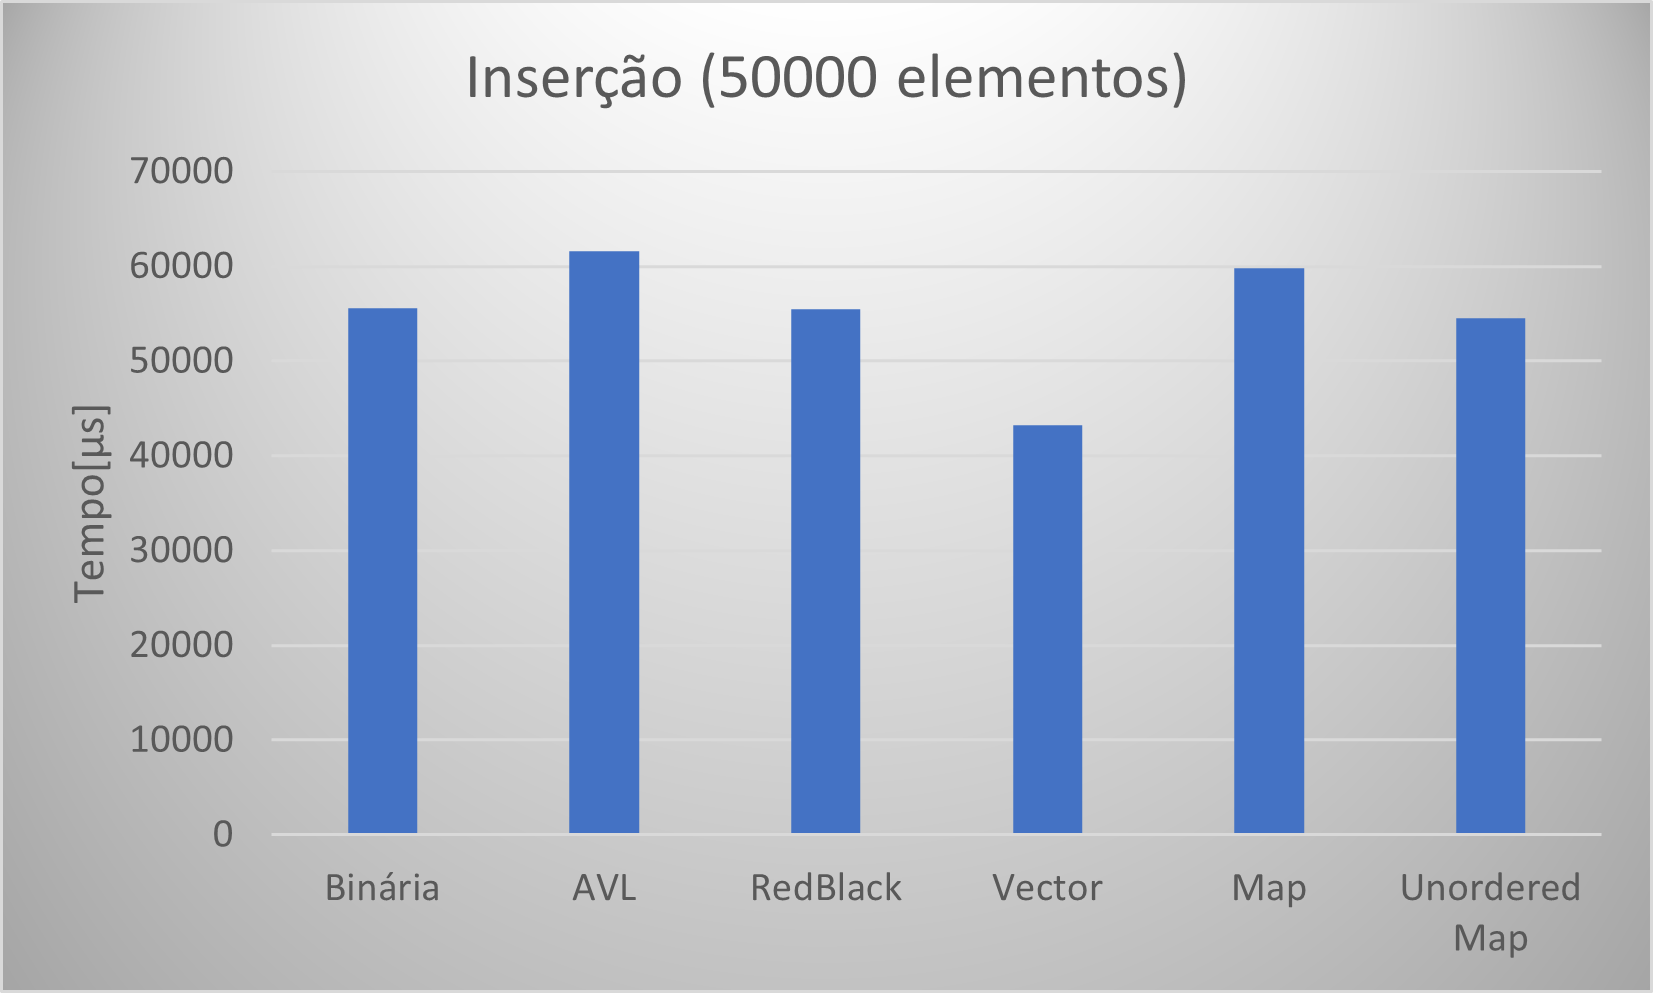 Inserção (50000 elementos)
70000
60000
50000
40000
30000
20000
10000
0
Tempo[µs]
Binária
AVL
RedBlack
Vector
Map
Unordered
Map